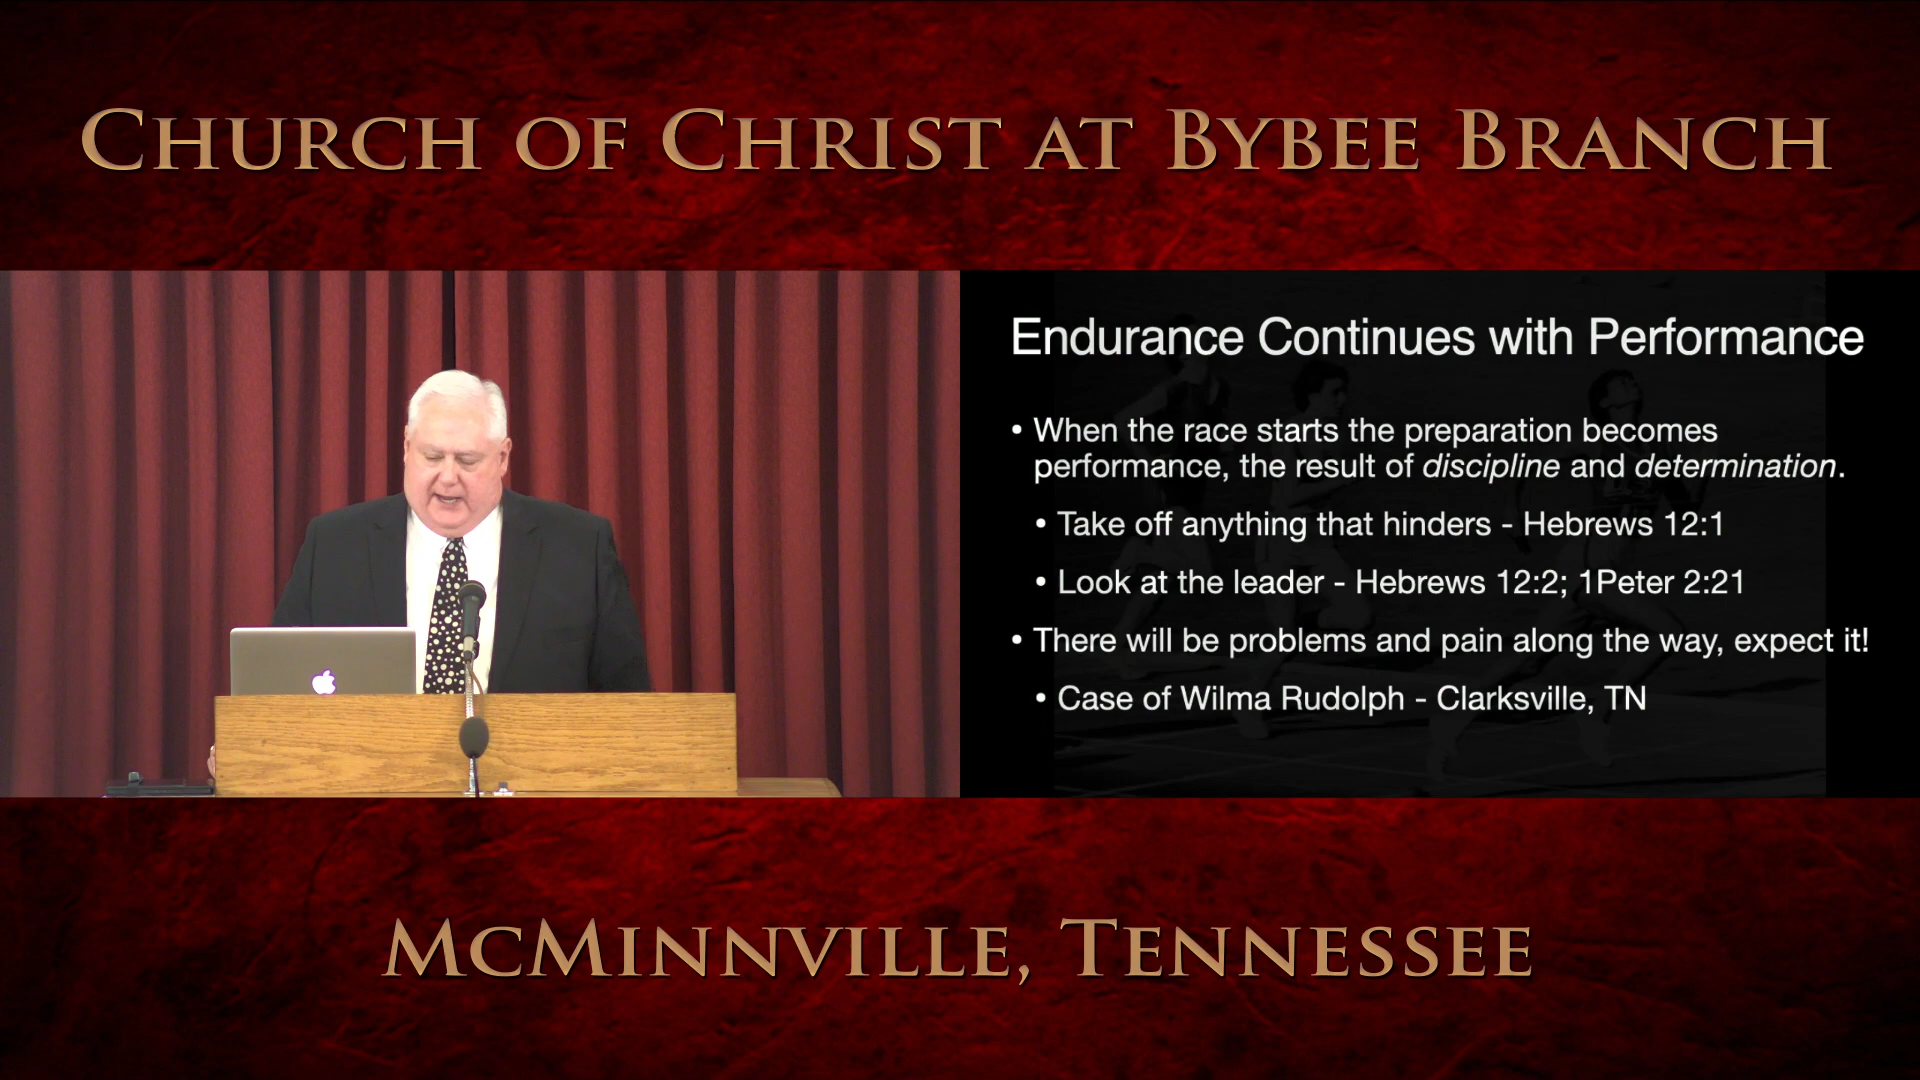 CHURCH OF CHRIST AT BYBEE BRANCH
Endurance Continues with Performance
• When the race starts the preparation becomes
performance, the result of discipline and determination.
• Take off anything that hinders - Hebrews 12:1
• Look at the leader - Hebrews 12:2; 1Peter 2:21
• There will be problems and pain along the way, expect it!
• Case of Wilma Rudolph - Clarksville, TN
MCMINNVILLE, TENNESSEE